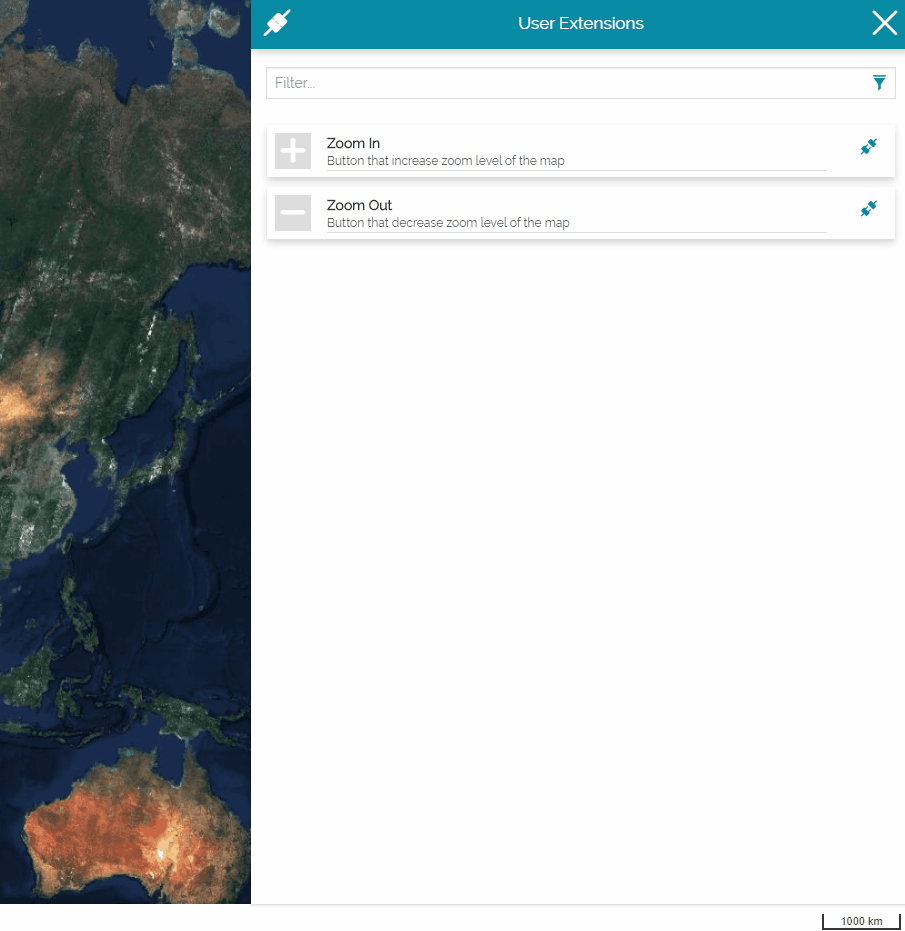 User Extensions
Filter...
Zoom In
Button that increase zoom level of the map
Zoom Out
Button that decrease zoom level of the map
1000 km